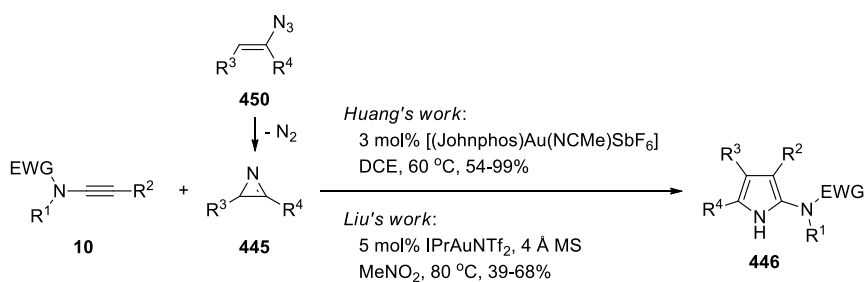 N₃
R³ R⁴
450
- N₂
EWG
N
R¹
R²
10
+
N
R³ R⁴
445
Huang's work:
3 mol% [(Johnphos)Au(NCMe)SbF₆]
DCE, 60 °C, 54-99%
Liu's work:
5 mol% IPrAuNTf₂, 4 Å MS
MeNO₂, 80 °C, 39-68%
R³ R²
R⁴
N
H
N
EWG
R¹
446